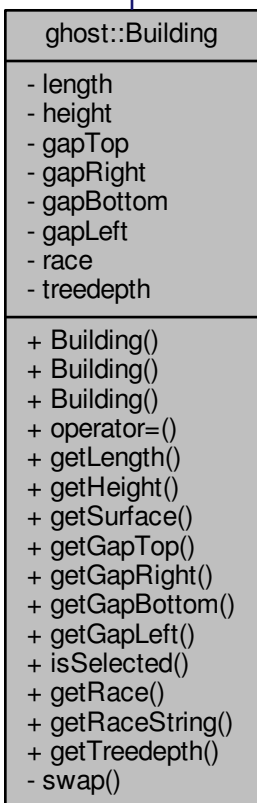 ghost::Building
- length
- height
- gapTop
- gapRight
- gapBottom
- gapLeft
- race
- treedepth
+ Building()
+ Building()
+ Building()
+ operator=()
+ getLength()
+ getHeight()
+ getSurface()
+ getGapTop()
+ getGapRight()
+ getGapBottom()
+ getGapLeft()
+ isSelected()
+ getRace()
+ getRaceString()
+ getTreedepth()
- swap()